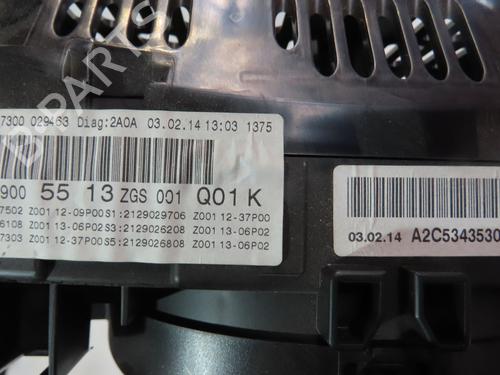 7300 029463 Diag:2A0A 03.02.14 13:03 1375
900 55 13 ZGS 001 Q01 K
7502 Z001 12-09P00 S1:2129029706 Z001 12-37P00
6108 Z001 13-06P02 S3:2129026208 Z001 13-06P02
7303 Z001 12-37P00 S5:2129026808 Z001 13-06P02
03.02.14 A2C5343530
B PARTS